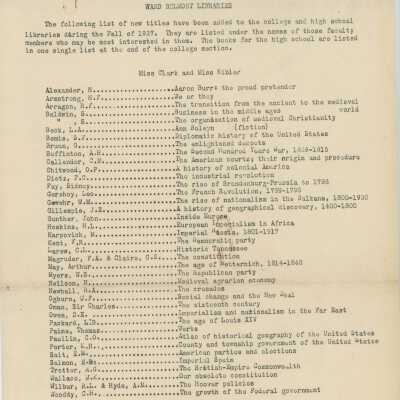 WARD BELMONT LIBRARIES
The following list of new titles have been added to the college and high school
libraries during the Fall of 1937. They are listed under the names of those faculty
members who may be most interested in them. The books for the high school are listed
in one single list at the end of the college section.
Miss Clark and Miss Nibler
Alexander, H..................Aaron Burr: the proud pretender
Armstrong, H.F................We or they
Arragon, R.F..................The transition from the ancient to the medieval world
Baldwin, S....................Business in the middle ages
" , S....................The organization of medieval Christianity
Beck, L.A.....................Ann Boleyn (fiction)
Bemis, S.F....................Diplomatic history of the United States
Bruun, G......................The enlightened despots
Buffinton, A.H................The Second Hundred Years War, 1689-1815
Callender, C.N................The American courts; their origin and procedure
Chitwood, O.P.................A history of colonial America
Dietz, F.C....................The industrial revolution
Fay, Sidney...................The rise of Brandenburg-Prussia to 1786
Gershoy, Leo..................The French Revolution, 1789-1799
Gewehr, W.M...................The rise of nationalism in the Balkans, 1800-1930
Gillespie, J.E................A history of geographical discovery, 1400-1800
Gunther, John.................Inside Europe
Hoskins, H.L..................European Imperialism in Africa
Karpovich, M..................Imperial Russia, 1801-1917
Kent, F.R.....................The Democratic party
.....................Historic Tennessee
Magruder, F.A. & Claire, G.S..The constitution
May, Arthur...................The age of Metternich, 1814-1848
Myers, W.S....................The Republican party
Neilson, N....................Medieval agrarian economy
Newhall, R.A..................The crusades
Ogburn, W.F...................Social change and the New Deal
Oman, Sir Charles.............The sixteenth century
Owen, D.E.....................Imperialism and nationalism in the Far East
Packard, L.B..................The age of Louis XIV
Paine, Thomas.................Works
Paullin, C.O..................Atlas of historical geography of the United States
Porter, K.H...................County and township government of the United States
Sait, E.M.....................American parties and elections
Salmon, E.....................Imperial Spain
Trotter, R.G..................The British-Empire Commonwealth
Wallace, S....................Our obsolete constitution
Wilbur, R.L. & Hyde, A.M......The Hoover policies
Wooddy, C.H...................The growth of the Federal government